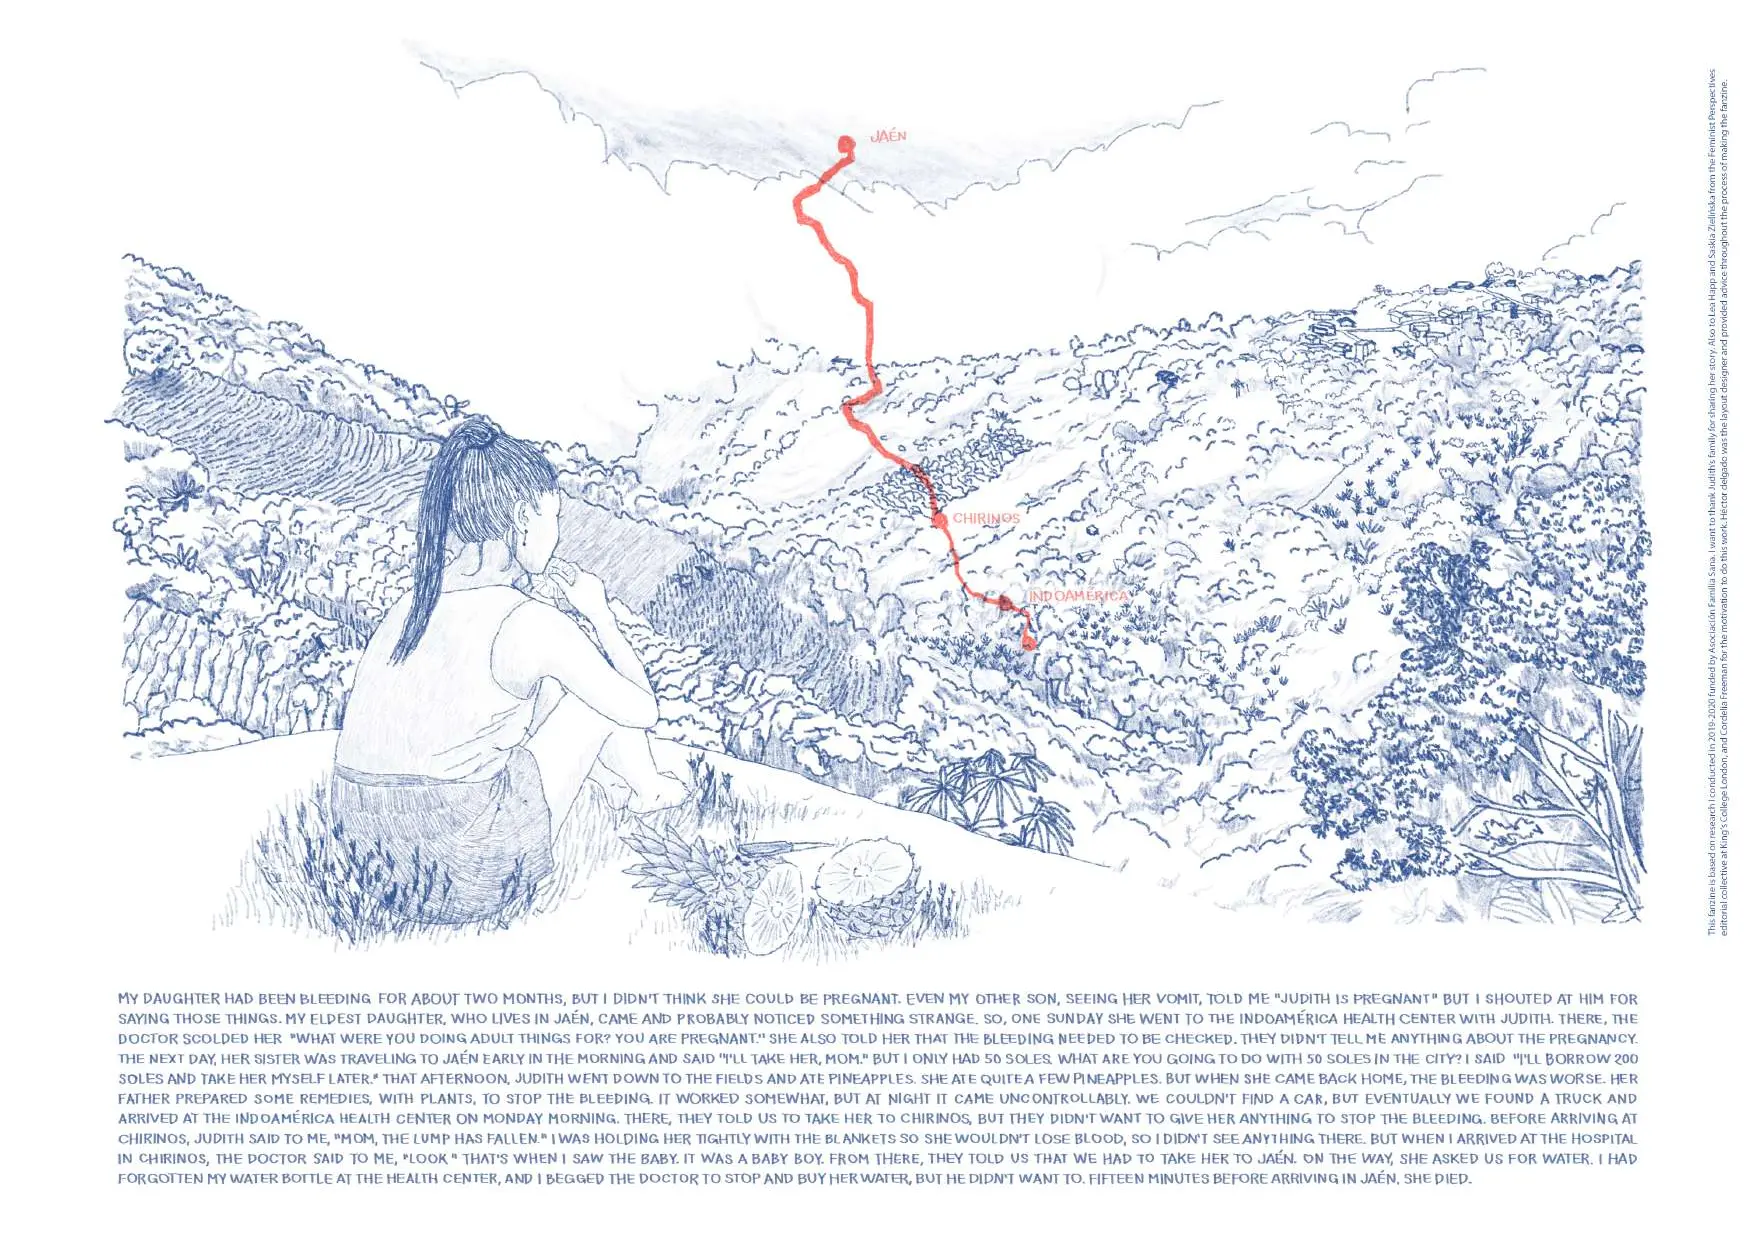 JAÉN
CHIRINOS
INDOAMÉRICA
MY DAUGHTER HAD BEEN BLEEDING FOR ABOUT TWO MONTHS, BUT I DIDN'T THINK SHE COULD BE PREGNANT. EVEN MY OTHER SON, SEEING HER VOMIT, TOLD ME "JUDITH IS PREGNANT" BUT I SHOUTED AT HIM FOR
SAYING THOSE THINGS. MY ELDEST DAUGHTER, WHO LIVES IN JAÉN, CAME AND PROBABLY NOTICED SOMETHING STRANGE. SO, ONE SUNDAY SHE WENT TO THE INDOAMÉRICA HEALTH CENTER WITH JUDITH. THERE, THE
DOCTOR SCOLDED HER "WHAT WERE YOU DOING ADULT THINGS FOR? YOU ARE PREGNANT." SHE ALSO TOLD HER THAT THE BLEEDING NEEDED TO BE CHECKED. THEY DIDN'T TELL ME ANYTHING ABOUT THE PREGNANCY.
THE NEXT DAY, HER SISTER WAS TRAVELING TO JAÉN EARLY IN THE MORNING AND SAID "I'LL TAKE HER, MOM." BUT I ONLY HAD 50 SOLES. WHAT ARE YOU GOING TO DO WITH 50 SOLES IN THE CITY? I SAID "I'LL BORROW 200
SOLES AND TAKE HER MYSELF LATER." THAT AFTERNOON, JUDITH WENT DOWN TO THE FIELDS AND ATE PINEAPPLES. SHE ATE QUITE A FEW PINEAPPLES. BUT WHEN SHE CAME BACK HOME, THE BLEEDING WAS WORSE. HER
FATHER PREPARED SOME REMEDIES, WITH PLANTS, TO STOP THE BLEEDING. IT WORKED SOMEWHAT, BUT AT NIGHT IT CAME UNCONTROLLABLY. WE COULDN'T FIND A CAR, BUT EVENTUALLY WE FOUND A TRUCK AND
ARRIVED AT THE INDOAMÉRICA HEALTH CENTER ON MONDAY MORNING. THERE, THEY TOLD US TO TAKE HER TO CHIRINOS, BUT THEY DIDN'T WANT TO GIVE HER ANYTHING TO STOP THE BLEEDING. BEFORE ARRIVING AT
CHIRINOS, JUDITH SAID TO ME, "MOM, THE LUMP HAS FALLEN." I WAS HOLDING HER TIGHTLY WITH THE BLANKETS SO SHE WOULDN'T LOSE BLOOD, SO I DIDN'T SEE ANYTHING THERE. BUT WHEN I ARRIVED AT THE HOSPITAL
IN CHIRINOS, THE DOCTOR SAID TO ME, "LOOK." THAT'S WHEN I SAW THE BABY. IT WAS A BABY BOY. FROM THERE, THEY TOLD US THAT WE HAD TO TAKE HER TO JAÉN. ON THE WAY, SHE ASKED US FOR WATER. I HAD
FORGOTTEN MY WATER BOTTLE AT THE HEALTH CENTER, AND I BEGGED THE DOCTOR TO STOP AND BUY HER WATER, BUT HE DIDN'T WANT TO. FIFTEEN MINUTES BEFORE ARRIVING IN JAÉN, SHE DIED.
This fanzine is based on research I conducted in 2019-2020 funded by Asociación Familia Sana. I want to thank Judith's family for sharing her story. Also to Lea Happ and Saskia Zielińska from the Feminist Perspectives
editorial collective at King's College London, and Cordelia Freeman for the motivation to do this work. Héctor delgado was the layout designer and provided advice throughout the process of making the fanzine.